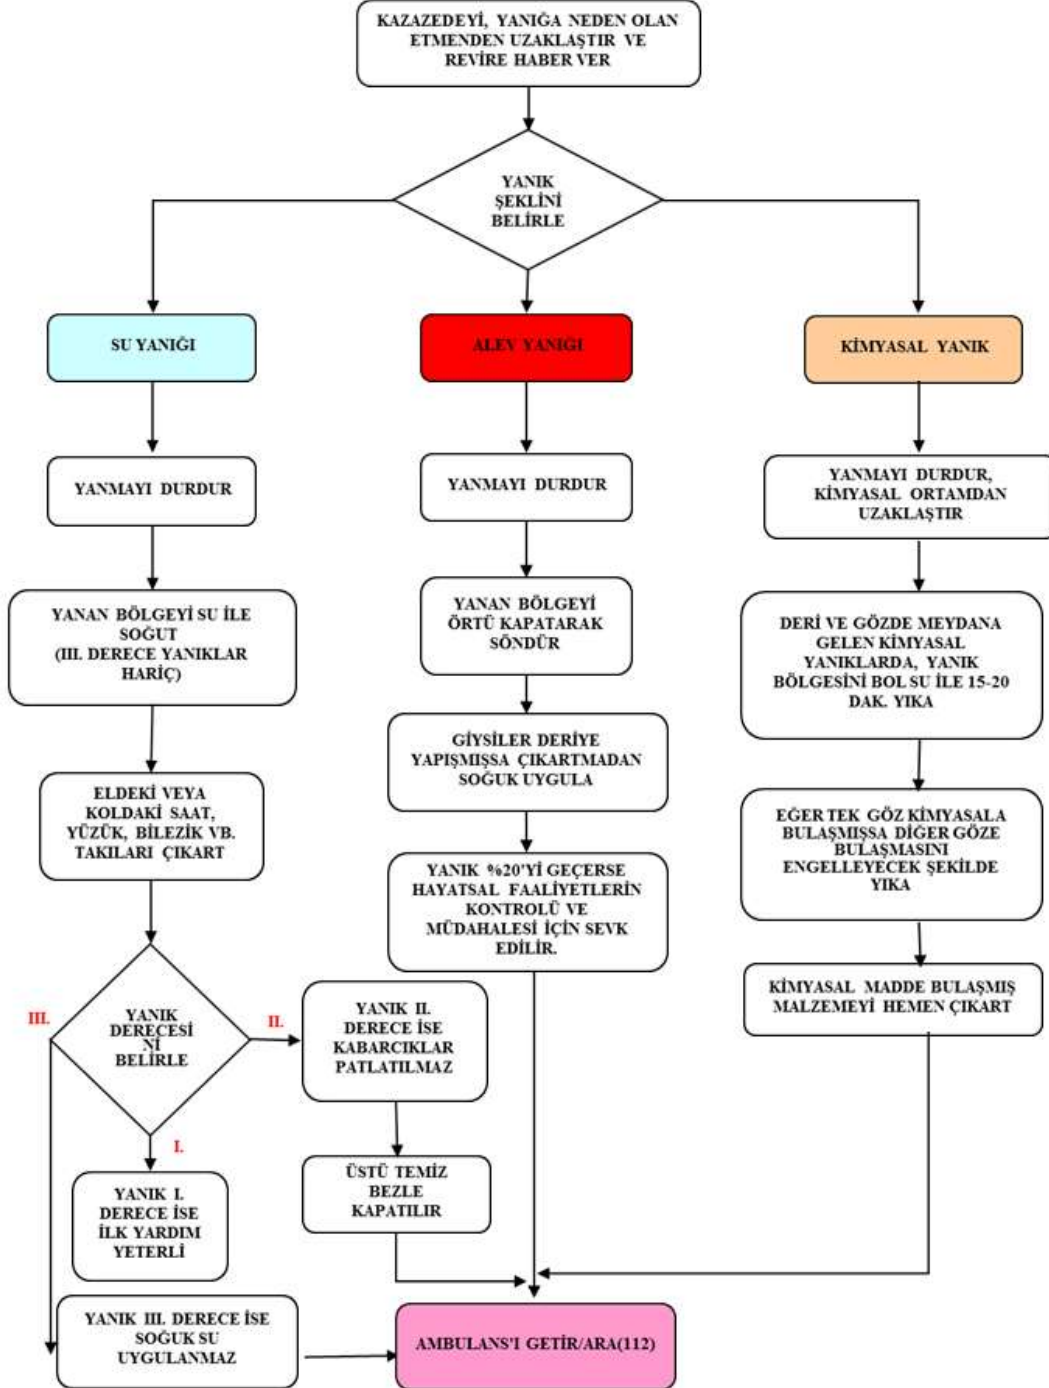 KAZAZEDEYİ, YANIĞA NEDEN OLAN
ETMENDEN UZAKLAŞTIR VE
REVİRE HABER VER
YANIK
ŞEKLİNİ
BELİRLE
SU YANIĞI
ALEV YANIĞI
KİMYASAL YANIK
YANMAYI DURDUR
YANMAYI DURDUR
YANMAYI DURDUR,
KİMYASAL ORTAMDAN
UZAKLAŞTIR
YANAN BÖLGEYİ SU İLE
SOĞUT
(III. DERECE YANIKLAR
HARİÇ)
YANAN BÖLGEYİ
ÖRTÜ KAPATARAK
SÖNDÜR
DERİ VE GÖZDE MEYDANA
GELEN KİMYASAL
YANIKLARDA, YANIK
BÖLGESİNİ BOL SU İLE 15-20
DAK. YIKA
GİYSİLER DERİYE
YAPIŞMIŞSA ÇIKARTMADAN
SOĞUK UYGULA
ELDEKİ VEYA
KOLDAKİ SAAT,
YÜZÜK, BİLEZİK VB.
TAKILARI ÇIKART
EĞER TEK GÖZ KİMYASALA
BULAŞMIŞSA DİĞER GÖZE
BULAŞMASINI
ENGELLEYECEK ŞEKİLDE
YIKA
YANIK %20'Yİ GEÇERSE
HAYATSAL FAALİYETLERİN
KONTROLÜ VE
MÜDAHALESİ İÇİN SEVK
EDİLİR.
KİMYASAL MADDE BULAŞMIŞ
MALZEMEYİ HEMEN ÇIKART
III.
YANIK
DERECESİ
Nİ
BELİRLE
II.
YANIK II.
DERECE İSE
KABARCIKLAR
PATLATILMAZ
I.
YANIK I.
DERECE İSE
İLK YARDIM
YETERLİ
ÜSTÜ TEMİZ
BEZLE
KAPATILIR
YANIK III. DERECE İSE
SOĞUK SU
UYGULANMAZ
AMBULANS'I GETİR/ARA(112)